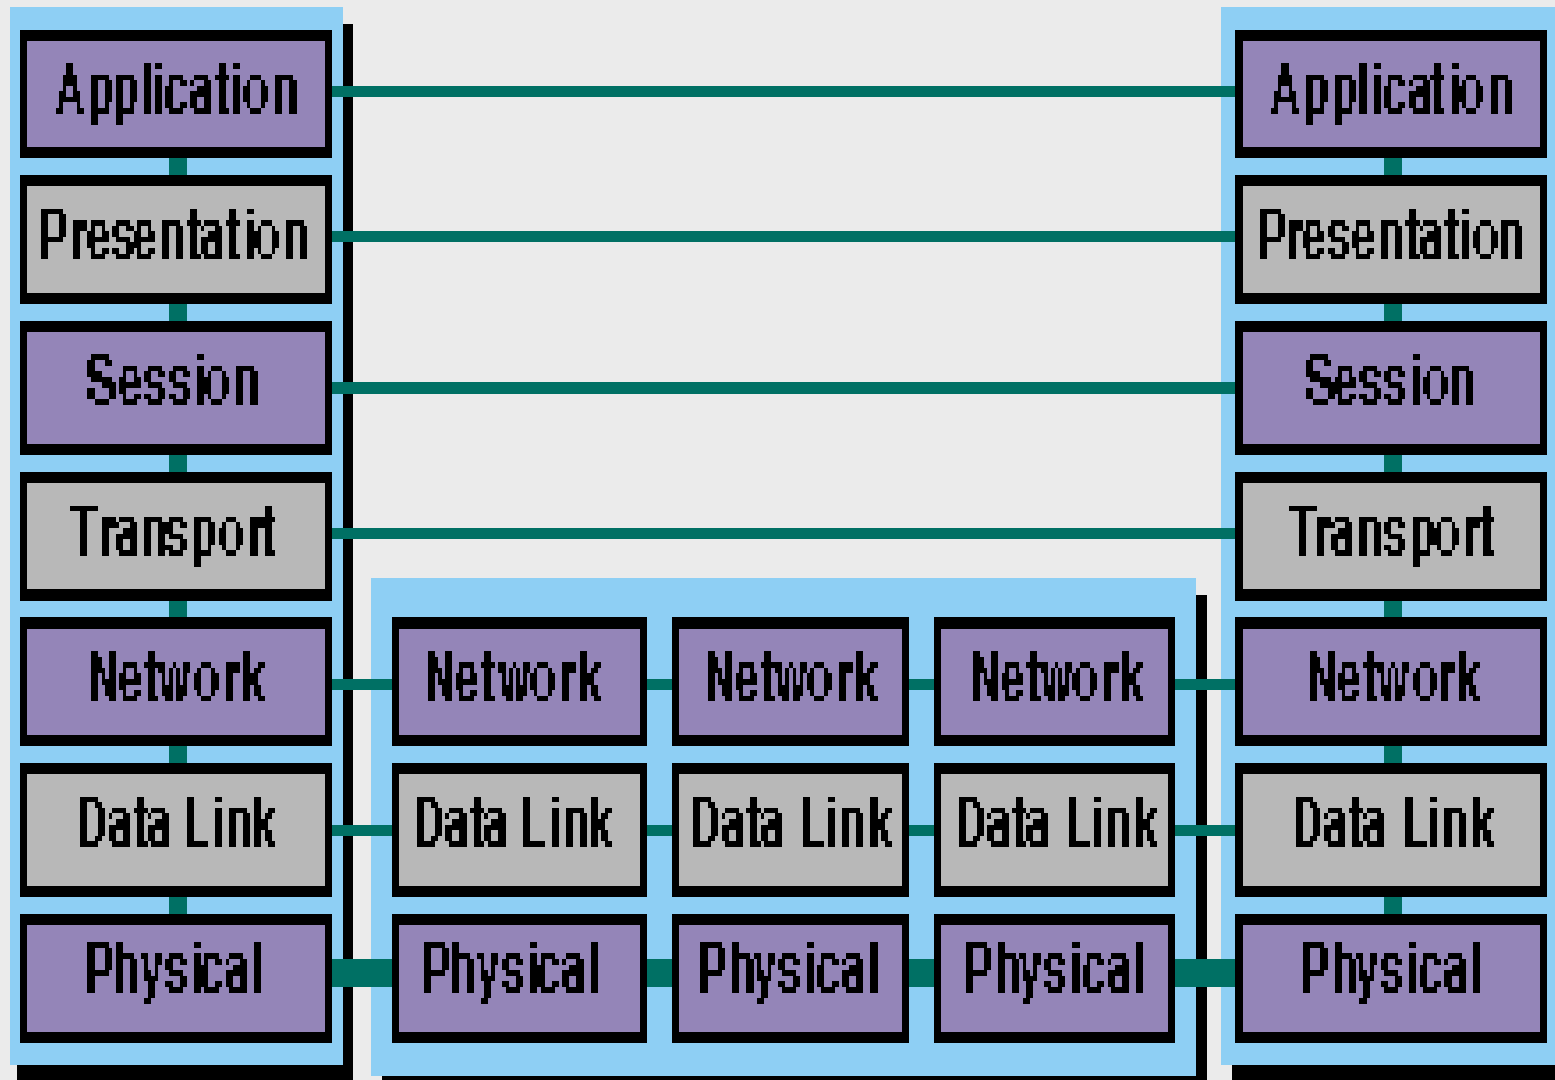 Application Application
Presentation Presentation
Session Session
Transport Transport
Network Network Network Network Network
Data Link Data Link Data Link Data Link Data Link
Physical Physical Physical Physical Physical